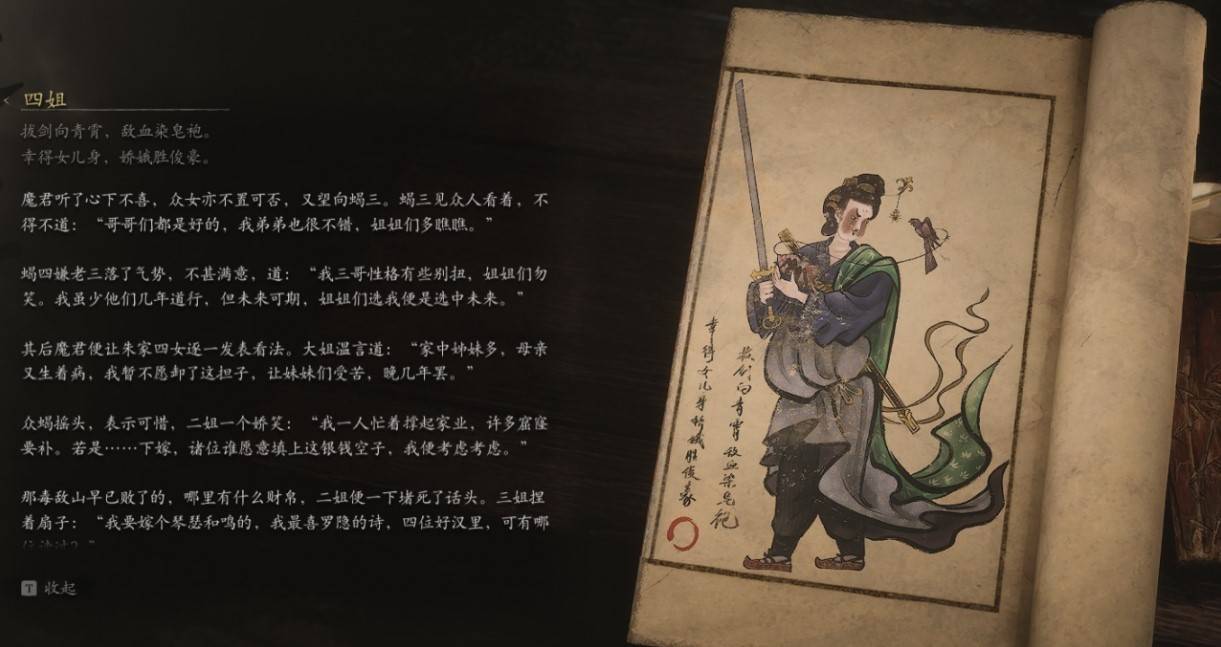 四姐
拔剑向青霄，敌血染皂袍。
幸得女儿身，娇娥胜俊豪。
魔君听了心下不喜，众女亦不置可否，又望向蝎三。蝎三见众人看着，不
得不道：“哥哥们都是好的，我弟弟也很不错，姐姐们多瞧瞧。”
蝎四嫌老三落了气势，不甚满意，道：“我三哥性格有些别扭，姐姐们勿
笑。我虽少他们几年道行，但未来可期，姐姐们选我便是选中未来。”
其后魔君便让朱家四女逐一发表看法。大姐温言道：“家中姊妹多，母亲
又生着病，我暂不愿卸了这担子，让妹妹们受苦，晚几年罢。”
众蝎摇头，表示可惜，二姐一个娇笑：“我一人忙着撑起家业，许多窟窿
要补。若是……下嫁，诸位谁愿意填上这银钱空子，我便考虑考虑。”
那毒敌山早已败了的，哪里有什么财帛，二姐便一下堵死了话头。三姐捏
着扇子：“我要嫁个琴瑟和鸣的，我最喜罗隐的诗，四位好汉里，可有哪
T 收起
拔剑向青霄敌血染皂袍
幸得女儿身娇娥胜俊豪